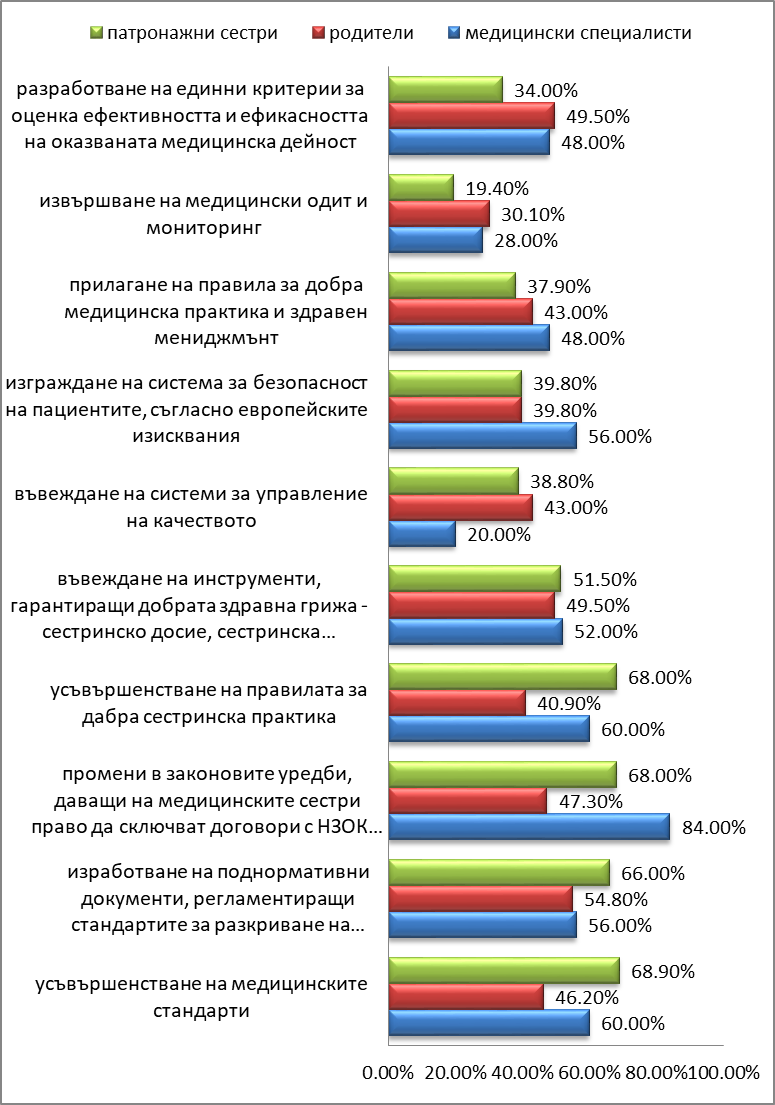 патронажни сестри родители медицински специалисти
разработване на единни критерии за
оценка ефективността и ефикасността
на оказваната медицинска дейност
34.00%
49.50%
48.00%
извършване на медицински одит и
мониторинг
19.40%
30.10%
28.00%
прилагане на правила за добра
медицинска практика и здравен
мениджмънт
37.90%
43.00%
48.00%
изграждане на система за безопасност
на пациентите, съгласно европейските
изисквания
39.80%
39.80%
56.00%
въвеждане на системи за управление
на качеството
38.80%
43.00%
20.00%
въвеждане на инструменти,
гарантиращи добрата здравна грижа -
сестринско досие, сестринска...
51.50%
49.50%
52.00%
усъвършенстване на правилата за
дабра сестринска практика
68.00%
40.90%
60.00%
промени в законовите уредби,
даващи на медицинските сестри
право да сключват договори с НЗОК...
68.00%
47.30%
84.00%
изработване на поднормативни
документи, регламентиращи
стандартите за разкриване на...
66.00%
54.80%
56.00%
усъвършенстване на медицинските
стандарти
68.90%
46.20%
60.00%
0.00% 20.00% 40.00% 60.00% 80.00% 100.00%